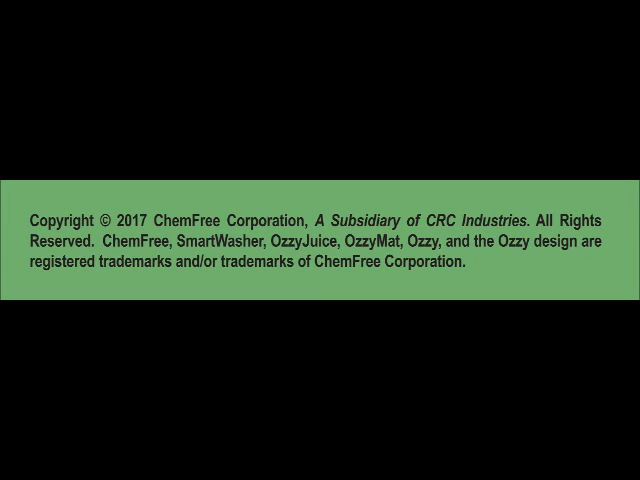 Copyright © 2017 ChemFree Corporation, A Subsidiary of CRC Industries. All Rights
Reserved. ChemFree, SmartWasher, OzzyJuice, OzzyMat, Ozzy, and the Ozzy design are
registered trademarks and/or trademarks of ChemFree Corporation.